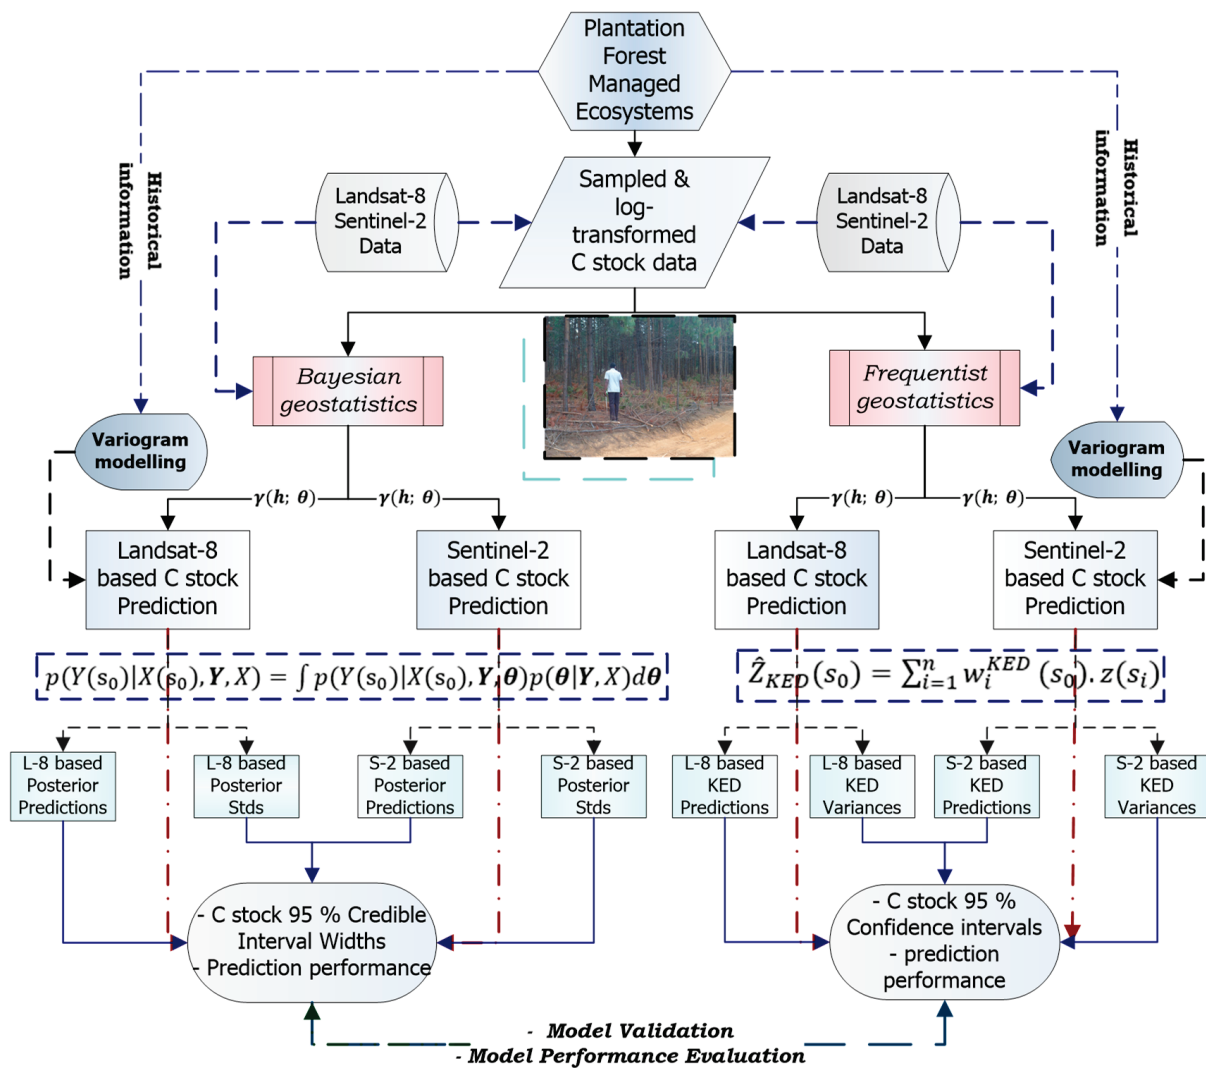 Plantation
Forest
Managed
Ecosystems
Historical
information
Historical
information
Landsat-8
Sentinel-2
Data
Sampled &
log-
transformed
C stock data
Landsat-8
Sentinel-2
Data
Bayesian
geostatistics
Frequentist
geostatistics
Variogram
modelling
Variogram
modelling
γ(h; θ)
γ(h; θ)
γ(h; θ)
γ(h; θ)
Landsat-8
based C stock
Prediction
Sentinel-2
based C stock
Prediction
Landsat-8
based C stock
Prediction
Sentinel-2
based C stock
Prediction
p(Y(s₀)|X(s₀), Y, X) = ∫ p(Y(s₀)|X(s₀), Y, θ)p(θ|Y, X)dθ
Ẑ_{KED}(s₀) = ∑_{i=1}^{n} w_i^{KED} (s₀). z(s_i)
L-8 based
Posterior
Predictions
L-8 based
Posterior
Stds
S-2 based
Posterior
Predictions
S-2 based
Posterior
Stds
L-8 based
KED
Predictions
L-8 based
KED
Variances
S-2 based
KED
Predictions
S-2 based
KED
Variances
- C stock 95 % Credible
Interval Widths
- Prediction performance
- C stock 95 %
Confidence intervals
- prediction
performance
- Model Validation
- Model Performance Evaluation